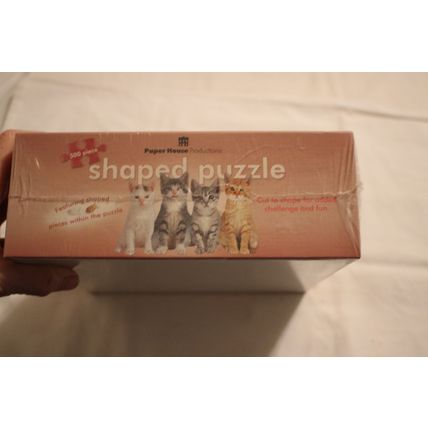 Paper House Productions
500 piece
shaped puzzle
Featuring shaped
pieces within the puzzle
Cut to shape for added
challenge and fun.